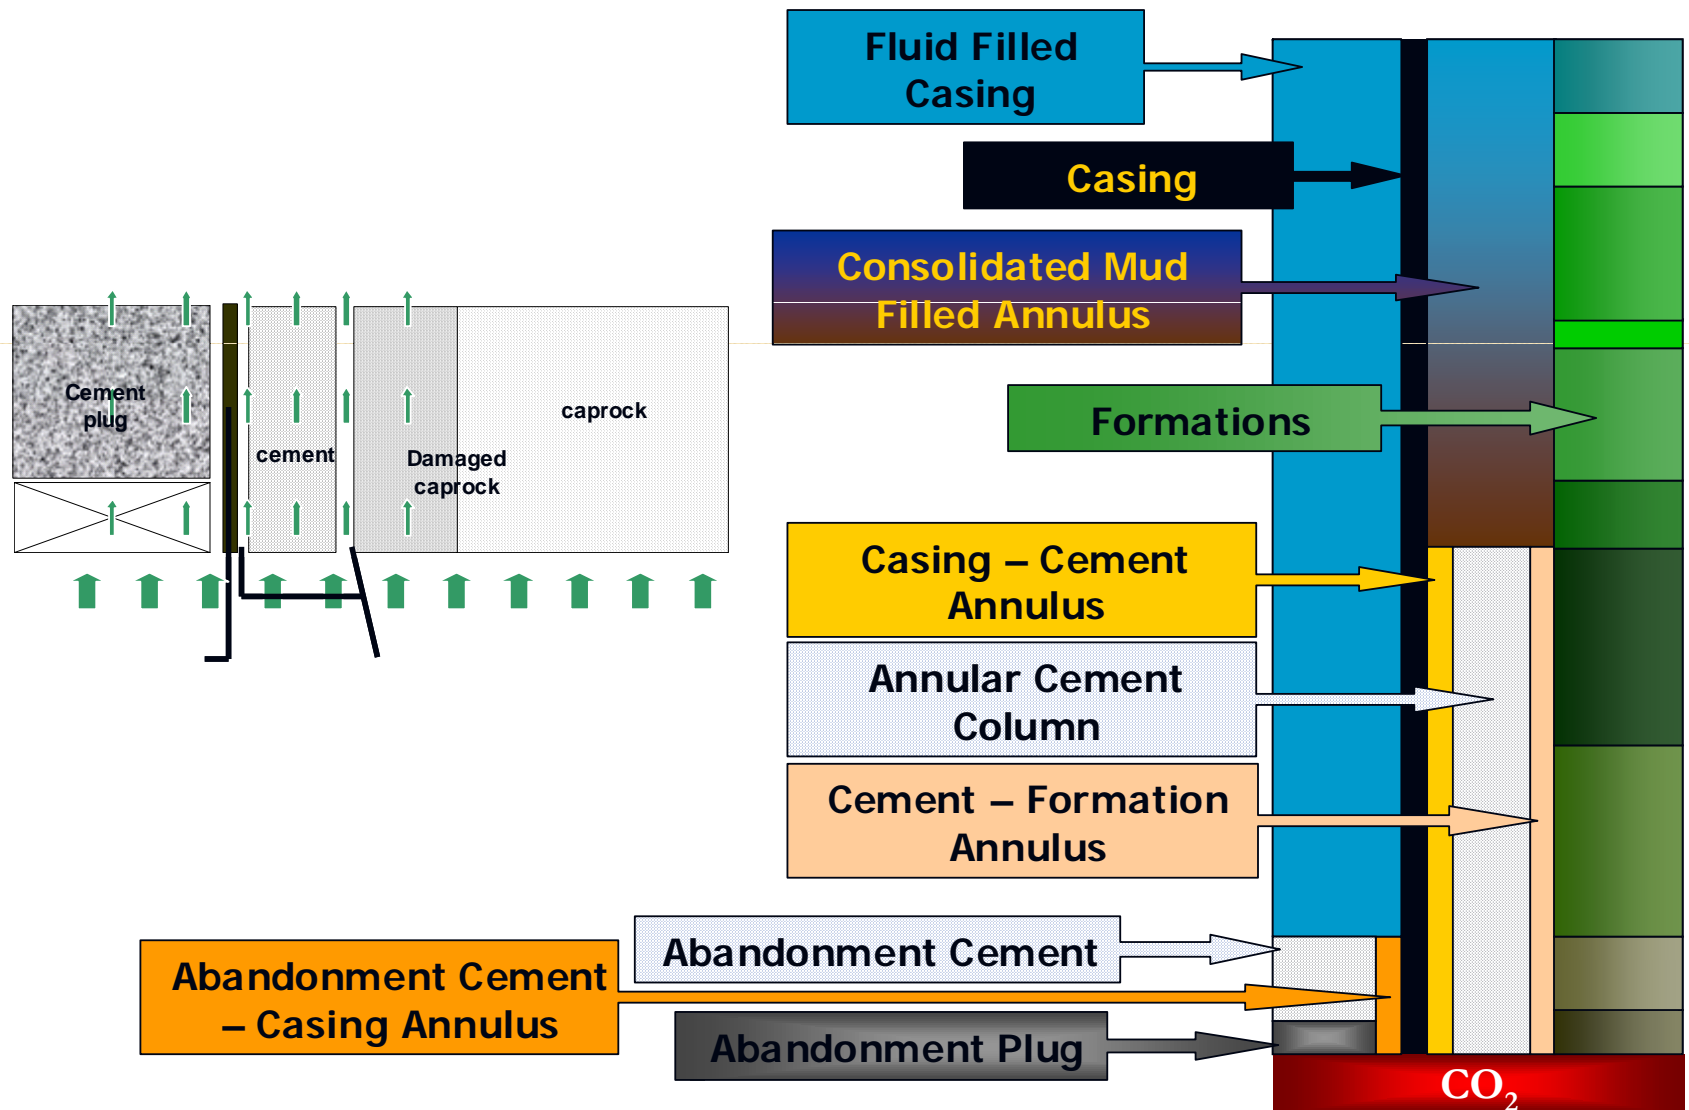 Fluid Filled
Casing
Casing
Consolidated Mud
Filled Annulus
Formations
Cement
plug
cement
Damaged
caprock
caprock
Casing – Cement
Annulus
Annular Cement
Column
Cement – Formation
Annulus
Abandonment Cement
Abandonment Cement
– Casing Annulus
Abandonment Plug
CO₂